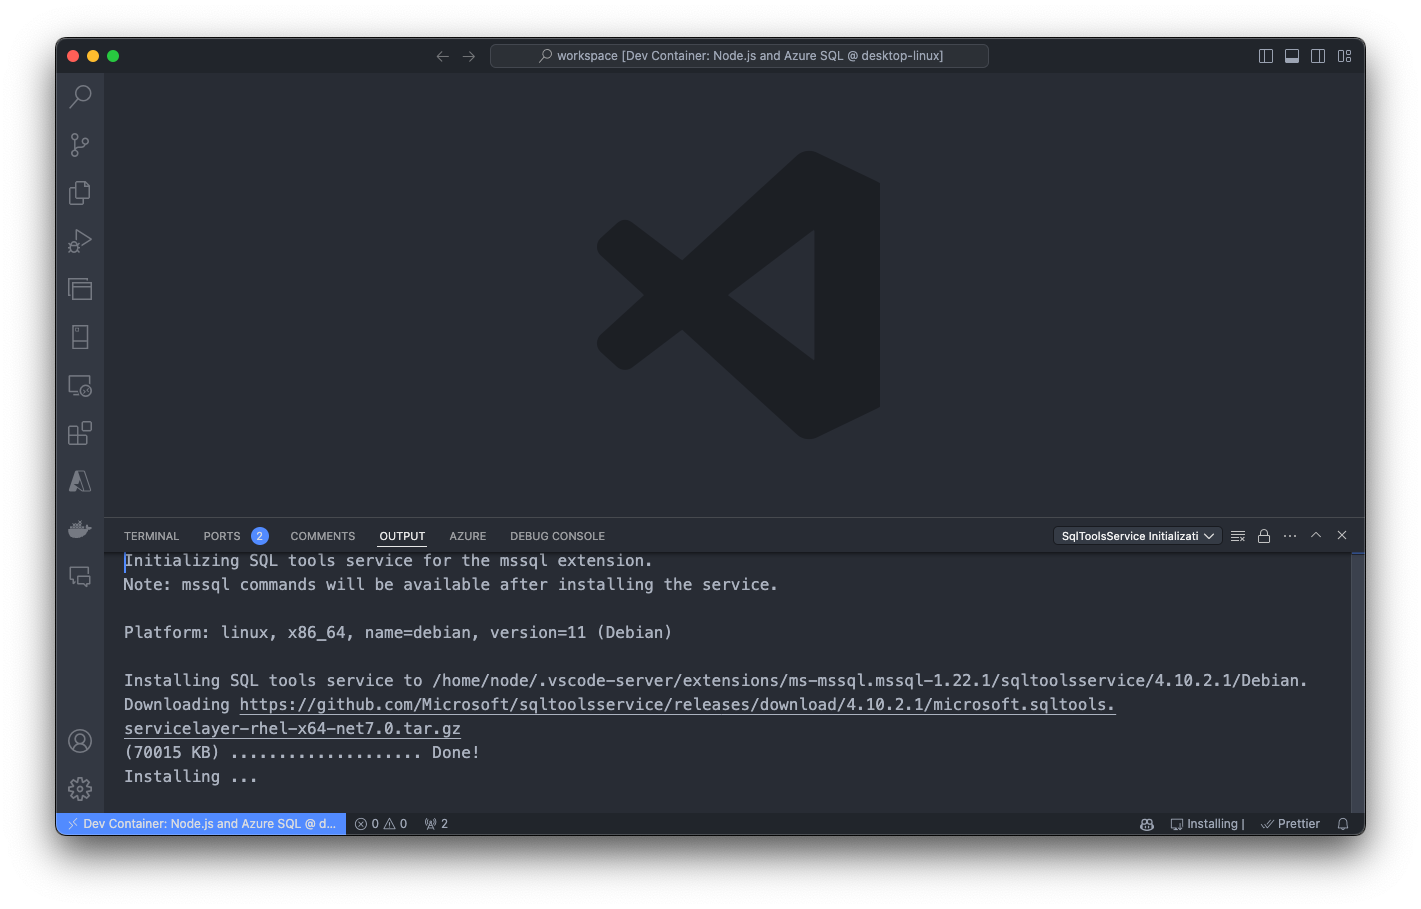 workspace [Dev Container: Node.js and Azure SQL @ desktop-linux]
TERMINAL PORTS 2 COMMENTS OUTPUT AZURE DEBUG CONSOLE SqlToolsService Initializati
Initializing SQL tools service for the mssql extension.
Note: mssql commands will be available after installing the service.
Platform: linux, x86_64, name=debian, version=11 (Debian)
Installing SQL tools service to /home/node/.vscode-server/extensions/ms-mssql.mssql-1.22.1/sqltoolsservice/4.10.2.1/Debian.
Downloading https://github.com/Microsoft/sqltoolsservice/releases/download/4.10.2.1/microsoft.sqltools.
servicelayer-rhel-x64-net7.0.tar.gz
(70015 KB) .................... Done!
Installing ...
Dev Container: Node.js and Azure SQL @ d... 0 0 2 Installing | Prettier